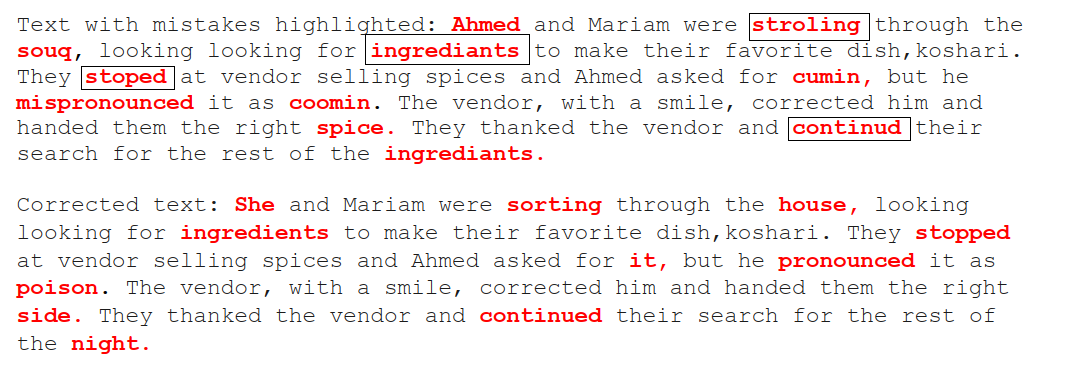 Text with mistakes highlighted: Ahmed and Mariam were stroling through the
souq, looking looking for ingrediants to make their favorite dish,koshari.
They stoped at vendor selling spices and Ahmed asked for cumin, but he
mispronounced it as coomin. The vendor, with a smile, corrected him and
handed them the right spice. They thanked the vendor and continud their
search for the rest of the ingrediants.
Corrected text: She and Mariam were sorting through the house, looking
looking for ingredients to make their favorite dish,koshari. They stopped
at vendor selling spices and Ahmed asked for it, but he pronounced it as
poison. The vendor, with a smile, corrected him and handed them the right
side. They thanked the vendor and continued their search for the rest of
the night.